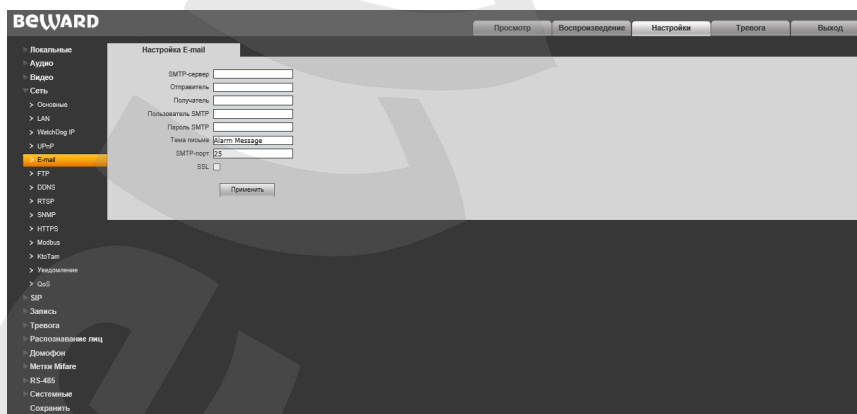 BEWARD
Просмотр
Воспроизведение
Настройки
Тревога
Выход
Локальные
Аудио
Видео
Сеть
Основные
LAN
WatchDog IP
UPnP
E-mail
FTP
DDNS
RTSP
SNMP
HTTPS
Modbus
KtoTam
Уведомление
QoS
SIP
Запись
Тревога
Распознавание лиц
Домофон
Метки Mifare
RS-485
Системные
Сохранить
Настройка E-mail
SMTP-сервер
Отправитель
Получатель
Пользователь SMTP
Пароль SMTP
Тема письма Alarm Message
SMTP-порт 25
SSL
Применить